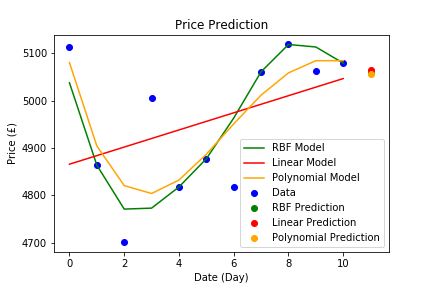 Price Prediction
Price (£)
5100
5000
4900
4800
4700
RBF Model
Linear Model
Polynomial Model
Data
RBF Prediction
Linear Prediction
Polynomial Prediction
0 2 4 6 8 10
Date (Day)